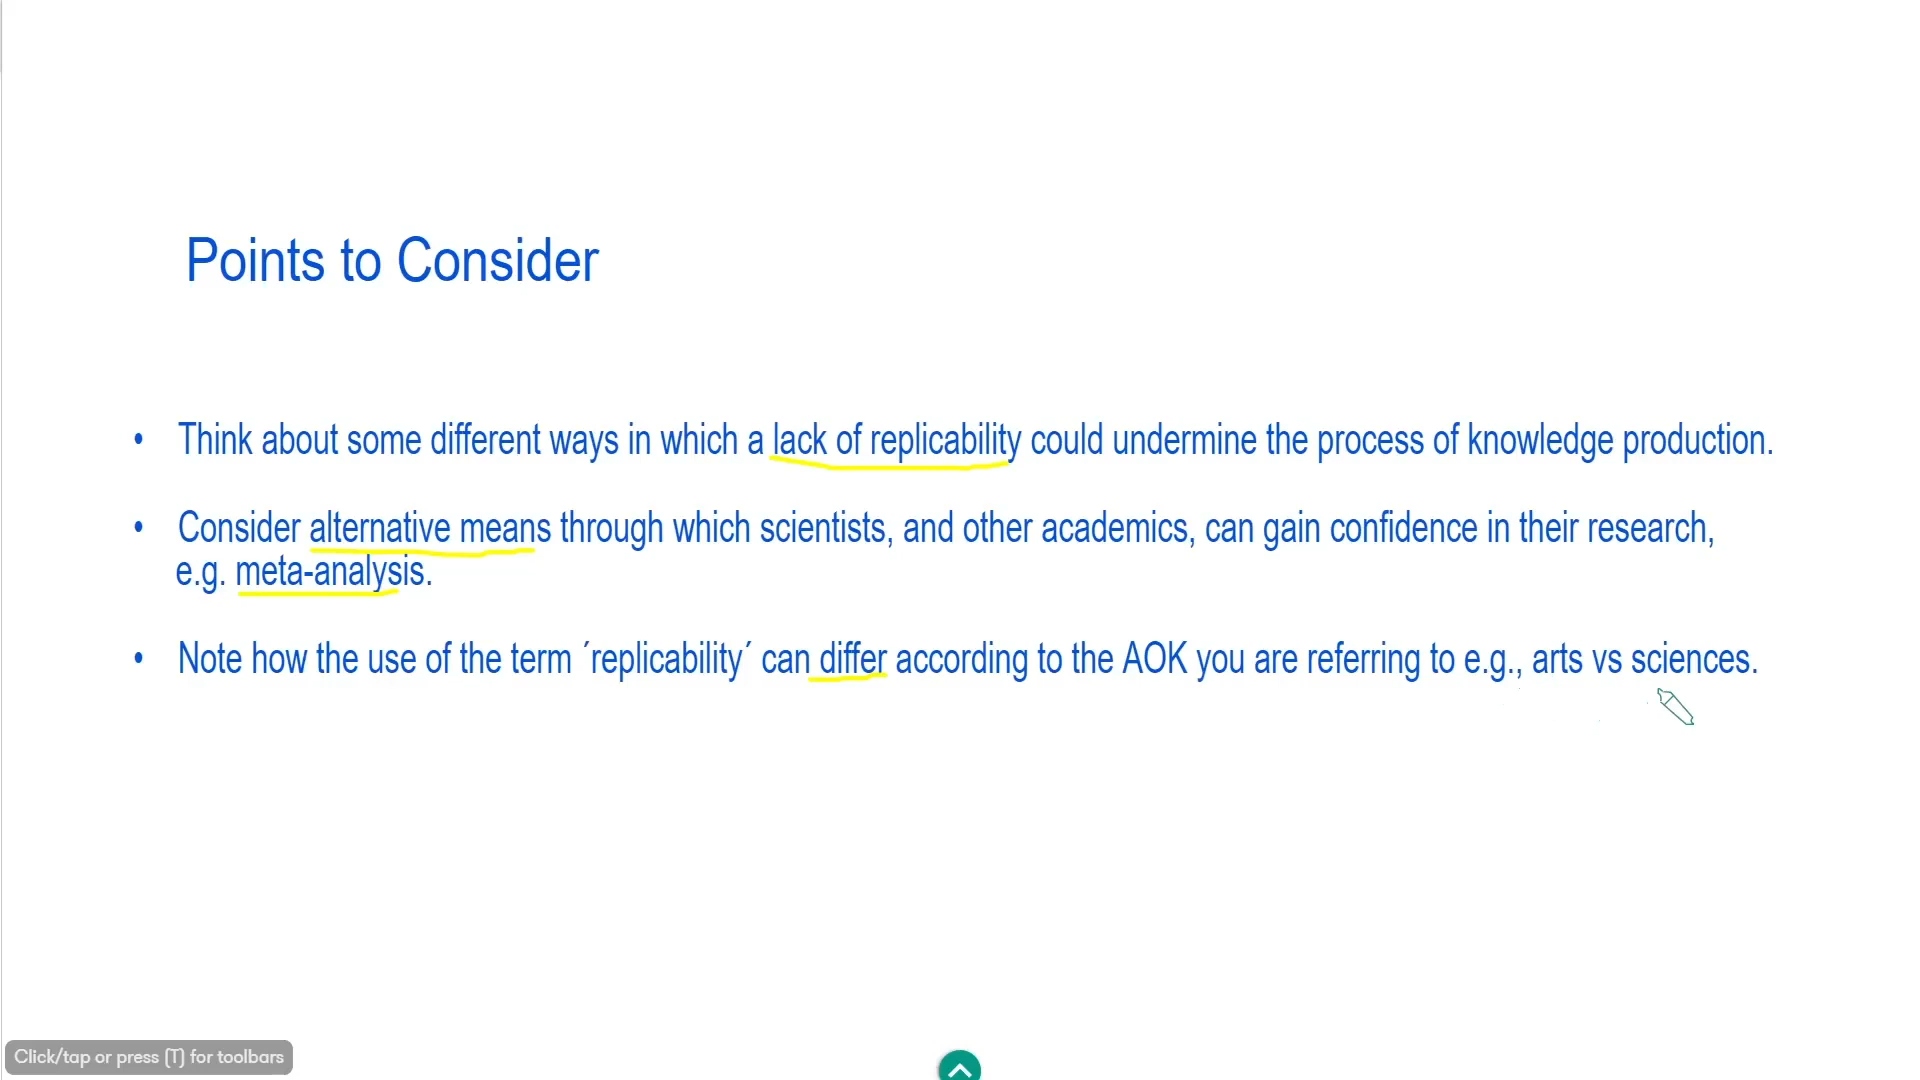 Points to Consider
• Think about some different ways in which a lack of replicability could undermine the process of knowledge production.
• Consider alternative means through which scientists, and other academics, can gain confidence in their research,
e.g. meta-analysis.
• Note how the use of the term ´replicability´ can differ according to the AOK you are referring to e.g., arts vs sciences.
Click/tap or press (T) for toolbars